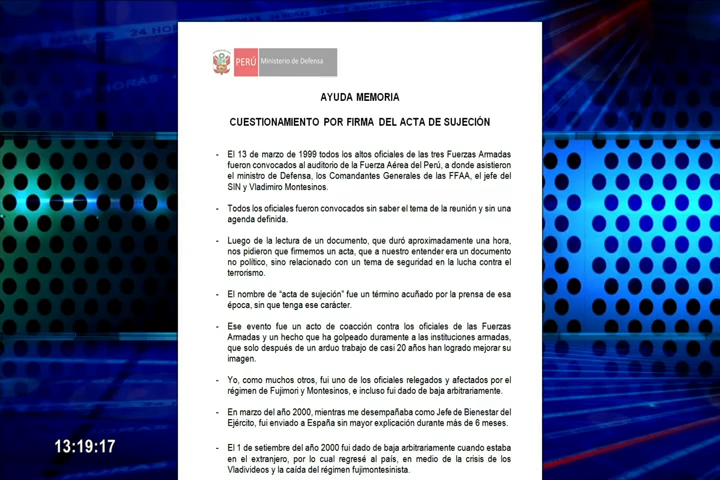 24 HORAS
PERÚ Ministerio de Defensa
AYUDA MEMORIA
CUESTIONAMIENTO POR FIRMA DEL ACTA DE SUJECIÓN
- El 13 de marzo de 1999 todos los altos oficiales de las tres Fuerzas Armadas
fueron convocados al auditorio de la Fuerza Aérea del Perú, a donde asistieron
el ministro de Defensa, los Comandantes Generales de las FFAA, el jefe del
SIN y Vladimiro Montesinos.
- Todos los oficiales fueron convocados sin saber el tema de la reunión y sin una
agenda definida.
- Luego de la lectura de un documento, que duró aproximadamente una hora,
nos pidieron que firmemos un acta, que a nuestro entender era un documento
no político, sino relacionado con un tema de seguridad en la lucha contra el
terrorismo.
- El nombre de “acta de sujeción” fue un término acuñado por la prensa de esa
época, sin que tenga ese carácter.
- Ese evento fue un acto de coacción contra los oficiales de las Fuerzas
Armadas y un hecho que ha golpeado duramente a las instituciones armadas,
que solo después de un arduo trabajo de casi 20 años han logrado mejorar su
imagen.
- Yo, como muchos otros, fui uno de los oficiales relegados y afectados por el
régimen de Fujimori y Montesinos, e incluso fui dado de baja arbitrariamente.
- En marzo del año 2000, mientras me desempañaba como Jefe de Bienestar del
Ejército, fui enviado a España sin mayor explicación durante más de 6 meses.
- El 1 de setiembre del año 2000 fui dado de baja arbitrariamente cuando estaba
en el extranjero, por lo cual regresé al país, en medio de la crisis de los
Vladivideos y la caída del régimen fujimontesinista.
13:19:17